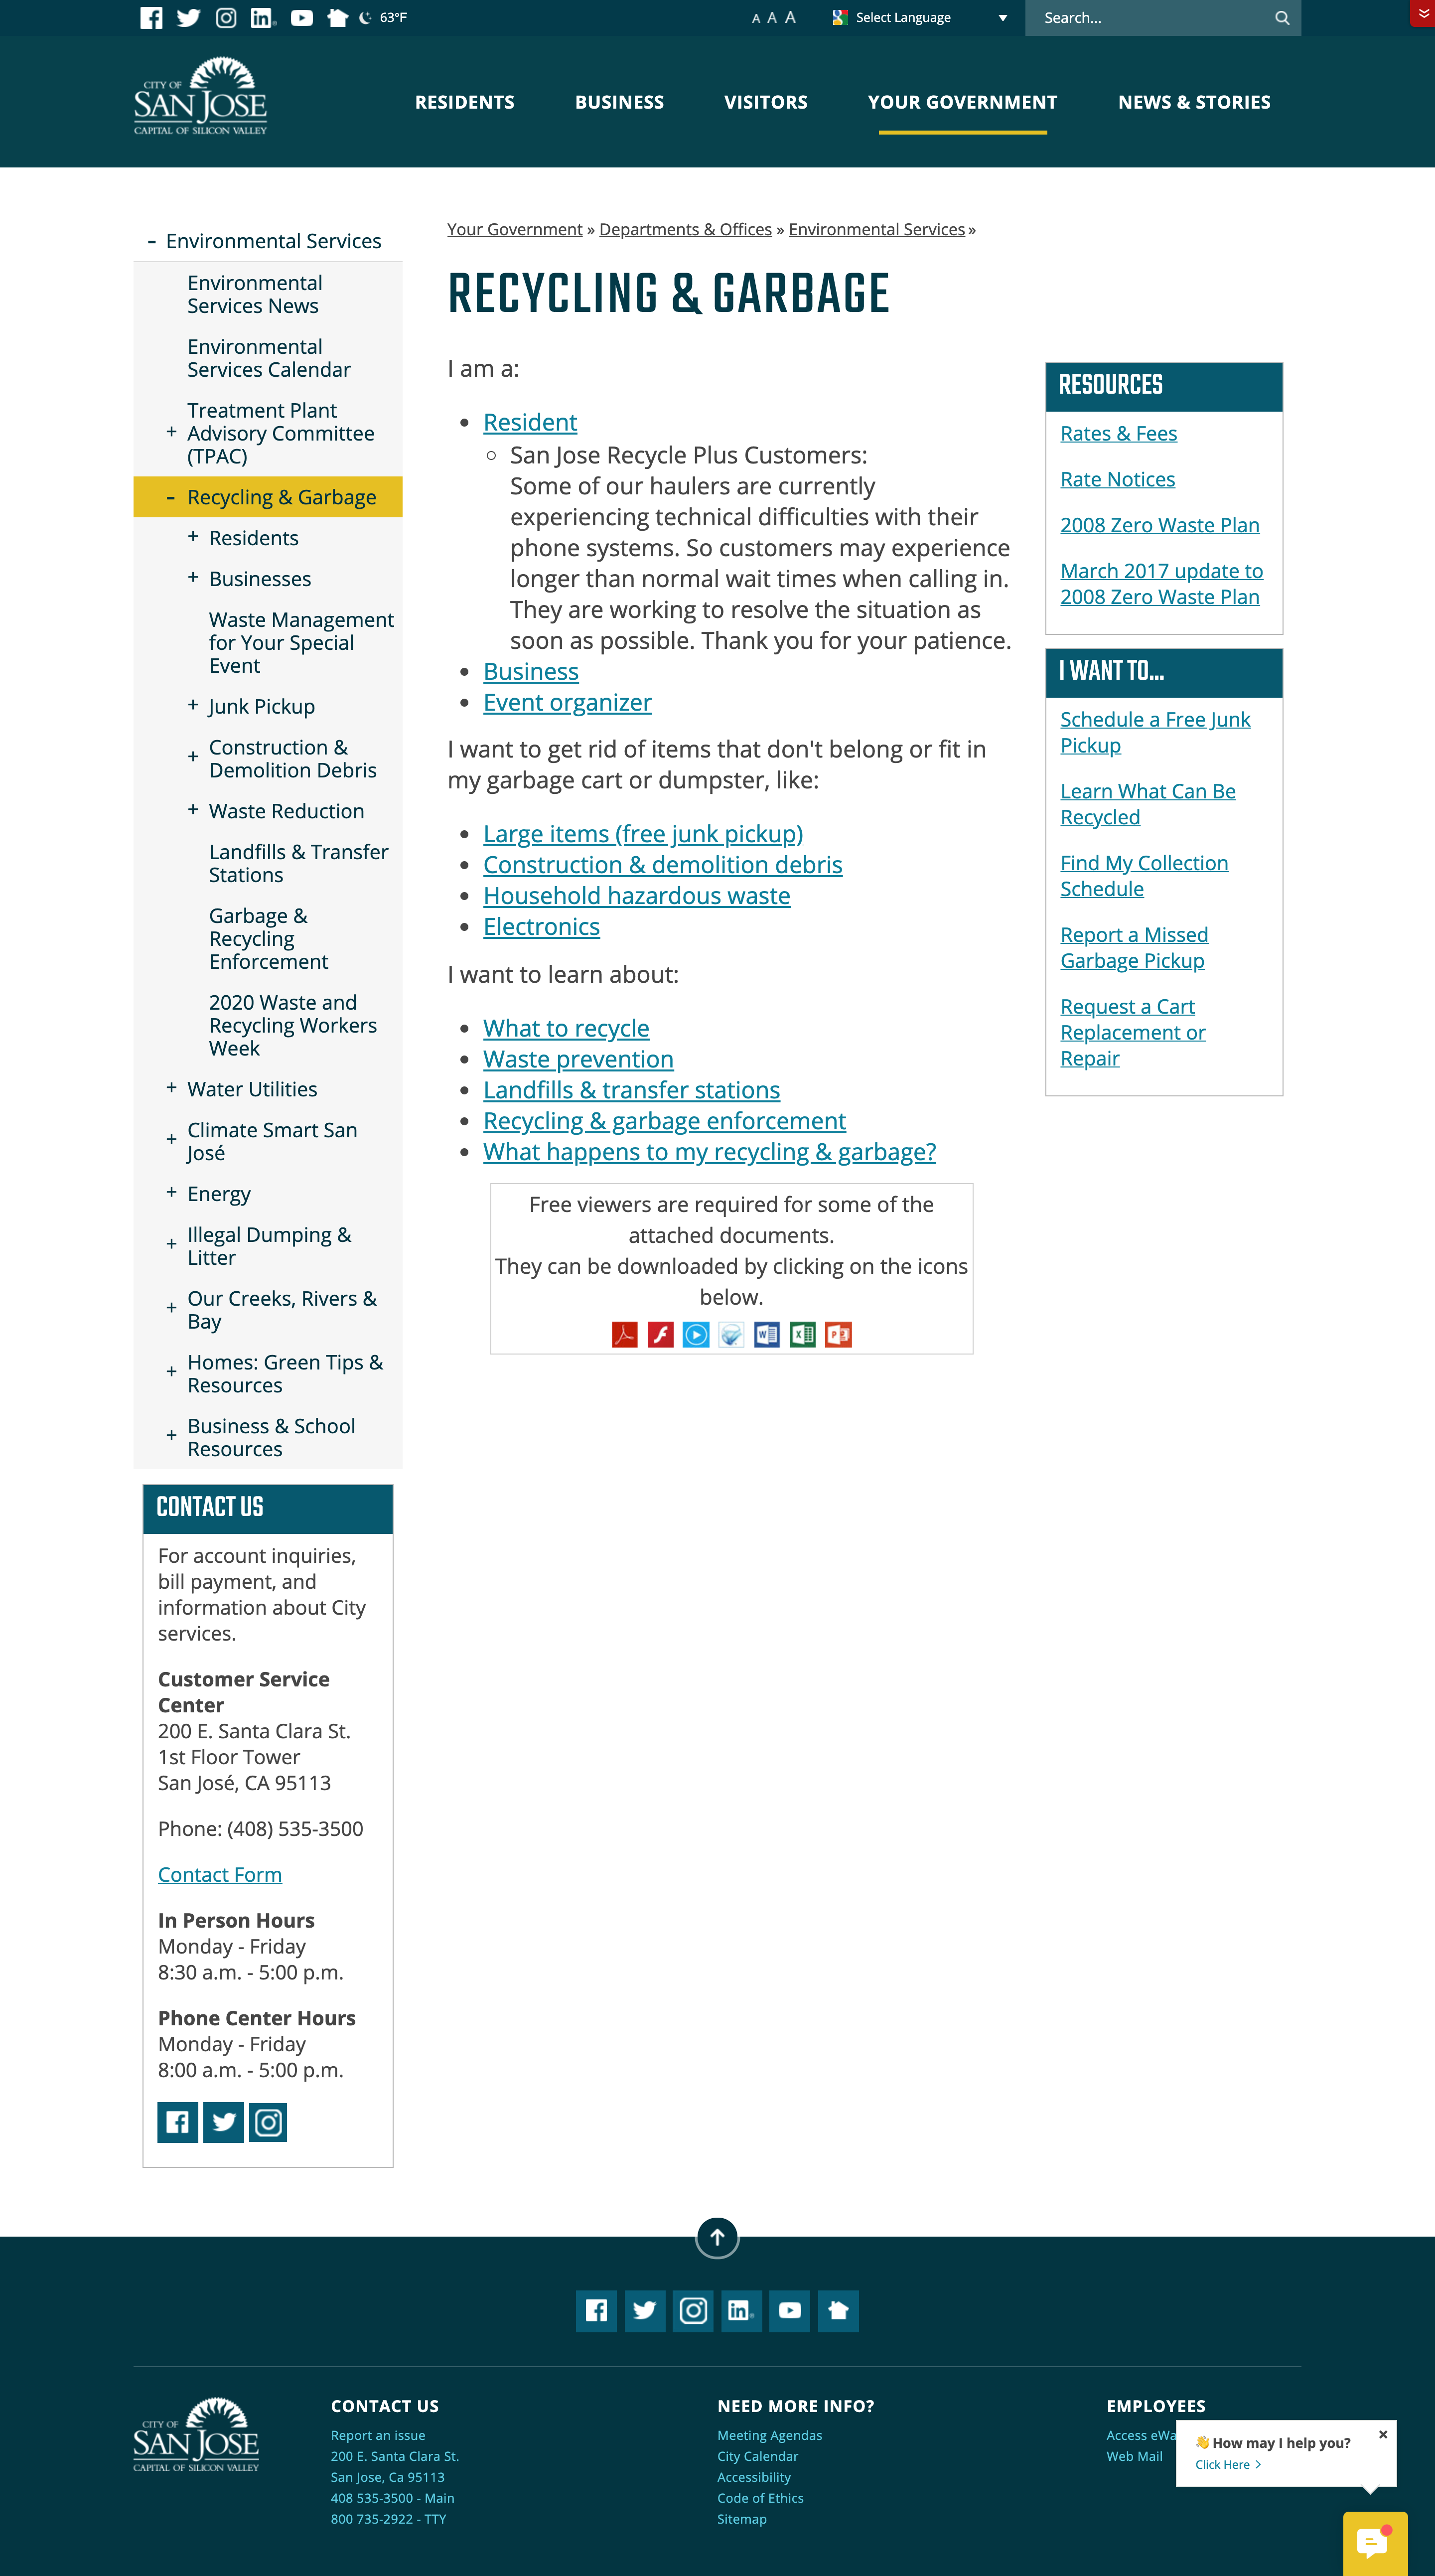 63°F
A A A
Select Language
Search...
CITY OF
SAN JOSE
CAPITAL OF SILICON VALLEY
RESIDENTS
BUSINESS
VISITORS
YOUR GOVERNMENT
NEWS & STORIES
- Environmental Services
Environmental
Services News
Environmental
Services Calendar
Treatment Plant
+ Advisory Committee
(TPAC)
- Recycling & Garbage
+ Residents
+ Businesses
Waste Management
for Your Special
Event
+ Junk Pickup
Construction &
+ Demolition Debris
+ Waste Reduction
Landfills & Transfer
Stations
Garbage &
Recycling
Enforcement
2020 Waste and
Recycling Workers
Week
+ Water Utilities
Climate Smart San
+ José
+ Energy
Illegal Dumping &
+ Litter
Our Creeks, Rivers &
+ Bay
Homes: Green Tips &
+ Resources
Business & School
+ Resources
CONTACT US
For account inquiries,
bill payment, and
information about City
services.
Customer Service
Center
200 E. Santa Clara St.
1st Floor Tower
San José, CA 95113
Phone: (408) 535-3500
Contact Form
In Person Hours
Monday - Friday
8:30 a.m. - 5:00 p.m.
Phone Center Hours
Monday - Friday
8:00 a.m. - 5:00 p.m.
Your Government » Departments & Offices » Environmental Services »
RECYCLING & GARBAGE
I am a:
Resident
San Jose Recycle Plus Customers:
Some of our haulers are currently
experiencing technical difficulties with their
phone systems. So customers may experience
longer than normal wait times when calling in.
They are working to resolve the situation as
soon as possible. Thank you for your patience.
Business
Event organizer
I want to get rid of items that don't belong or fit in
my garbage cart or dumpster, like:
Large items (free junk pickup)
Construction & demolition debris
Household hazardous waste
Electronics
I want to learn about:
What to recycle
Waste prevention
Landfills & transfer stations
Recycling & garbage enforcement
What happens to my recycling & garbage?
Free viewers are required for some of the
attached documents.
They can be downloaded by clicking on the icons
below.
RESOURCES
Rates & Fees
Rate Notices
2008 Zero Waste Plan
March 2017 update to
2008 Zero Waste Plan
I WANT TO...
Schedule a Free Junk
Pickup
Learn What Can Be
Recycled
Find My Collection
Schedule
Report a Missed
Garbage Pickup
Request a Cart
Replacement or
Repair
CITY OF
SAN JOSE
CAPITAL OF SILICON VALLEY
CONTACT US
Report an issue
200 E. Santa Clara St.
San Jose, Ca 95113
408 535-3500 - Main
800 735-2922 - TTY
NEED MORE INFO?
Meeting Agendas
City Calendar
Accessibility
Code of Ethics
Sitemap
EMPLOYEES
Access eWa
Web Mail
👋 How may I help you?
Click Here >